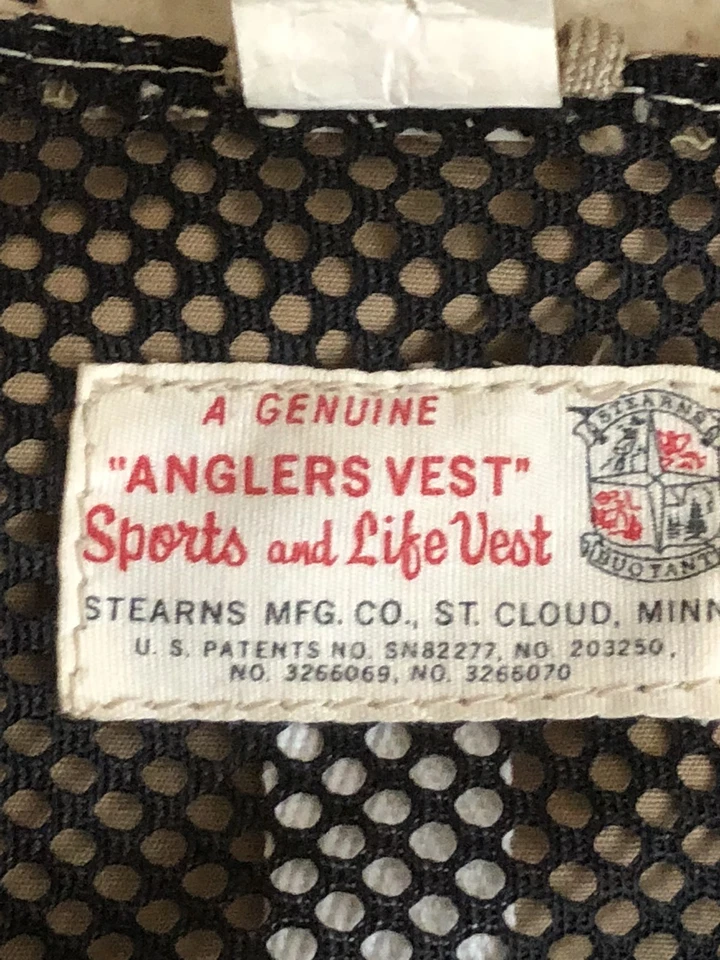 A GENUINE
"ANGLERS VEST"
Sports and Life Vest
STEARNS MFG. CO., ST. CLOUD, MINN
U. S. PATENTS NO. SN82277, NO. 203250,
NO. 3266069, NO. 3266070
STEARNS
BUOYANT